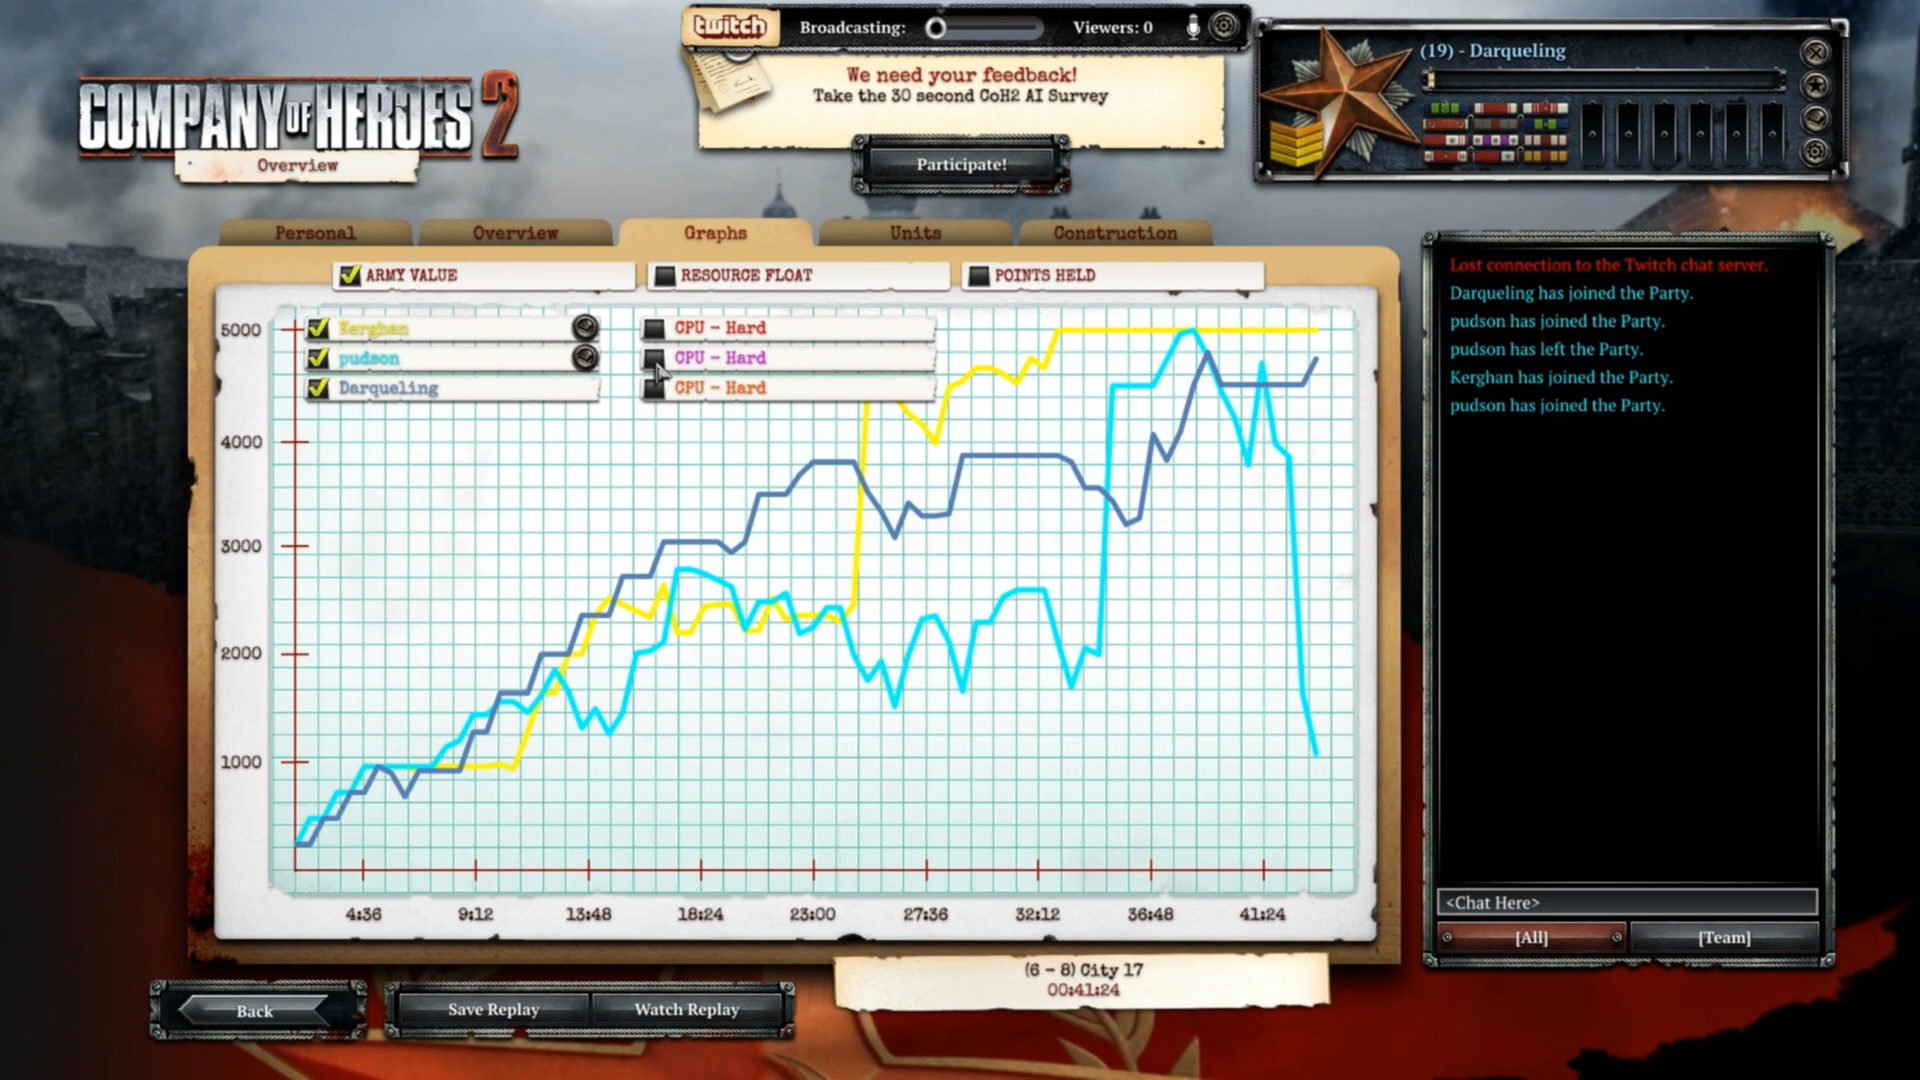 twitch
Broadcasting:
Viewers: 0
We need your feedback!
Take the 30 second CoH2 AI Survey
Participate!
(19) - Darqueling
COMPANY OF HEROES 2
Overview
Personal
Overview
Graphs
Units
Construction
ARMY VALUE
RESOURCE FLOAT
POINTS HELD
Kerghan
pudson
Darqueling
CPU - Hard
CPU - Hard
CPU - Hard
5000
4000
3000
2000
1000
4:36
9:12
13:48
18:24
23:00
27:36
32:12
36:48
41:24
Lost connection to the Twitch chat server.
Darqueling has joined the Party.
pudson has joined the Party.
pudson has left the Party.
Kerghan has joined the Party.
pudson has joined the Party.
<Chat Here>
[All]
[Team]
(6 - 8) City 17
00:41:24
Back
Save Replay
Watch Replay